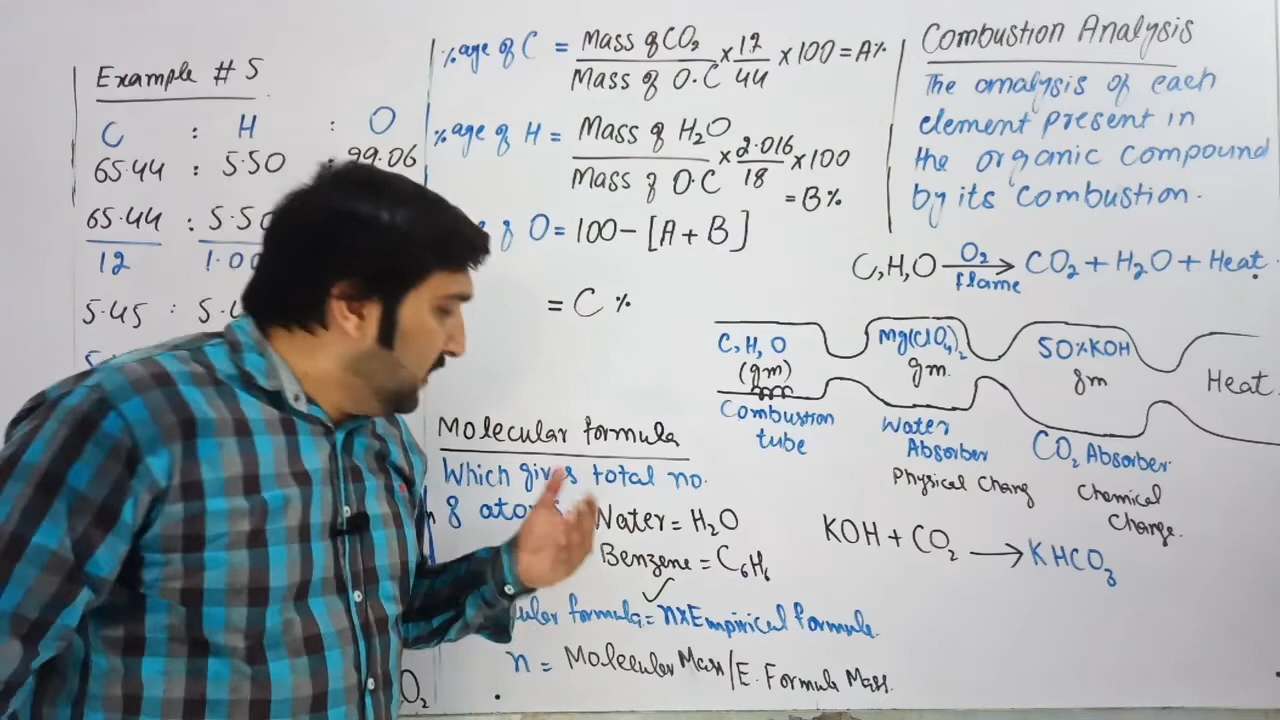 Example # 5
C : H : O
65.44 : 5.50 : 99.06
65.44 : 5.50
12 1.00
5.45 : 5.4
%age of C = Mass of CO2 / Mass of O.C × 12/44 × 100 = A%
%age of H = Mass of H2O / Mass of O.C × 2.016/18 × 100
= B%
of O = 100 - [A + B]
= C %
Molecular formula
Which gives total no.
of atoms
Water = H2O
Benzene = C6H6
ular formula = n×Empirical formula.
n = Molecular Mass/E. Formula Mass.
O2
Combustion Analysis
The analysis of each
element present in
the organic compound
by its combustion.
C,H,O O2 flame → CO2 + H2O + Heat.
C, H, O
(gm)
Combustion
tube
Mg(ClO4)2
gm.
Water
Absorber
Physical Chang
50%KOH
gm
CO2 Absorber.
Chemical
Change.
Heat.
KOH + CO2 → KHCO3